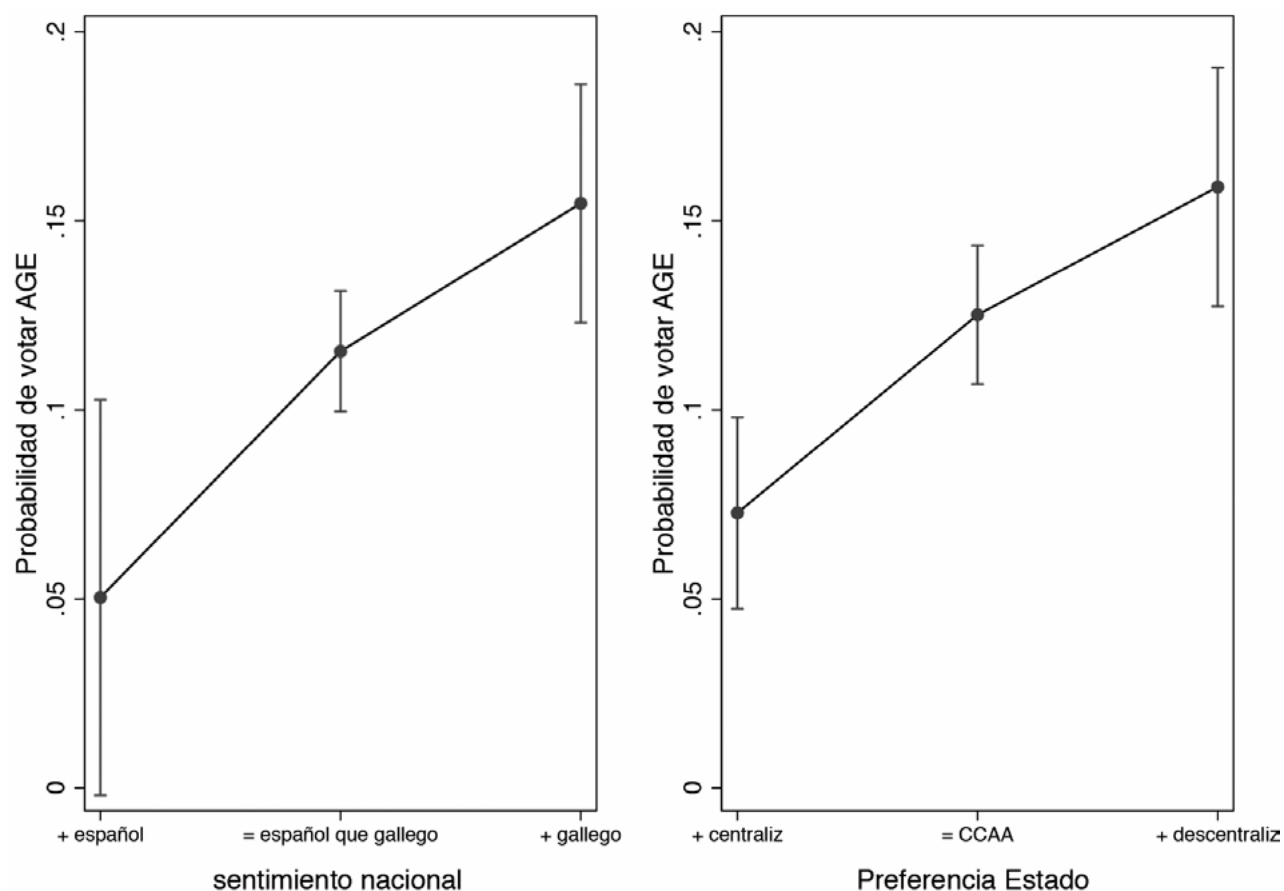 Probabilidad de votar AGE
.2
.15
.1
.05
0
+ español
= español que gallego
+ gallego
sentimiento nacional
Probabilidad de votar AGE
.2
.15
.1
.05
0
+ centraliz
= CCAA
+ descentraliz
Preferencia Estado